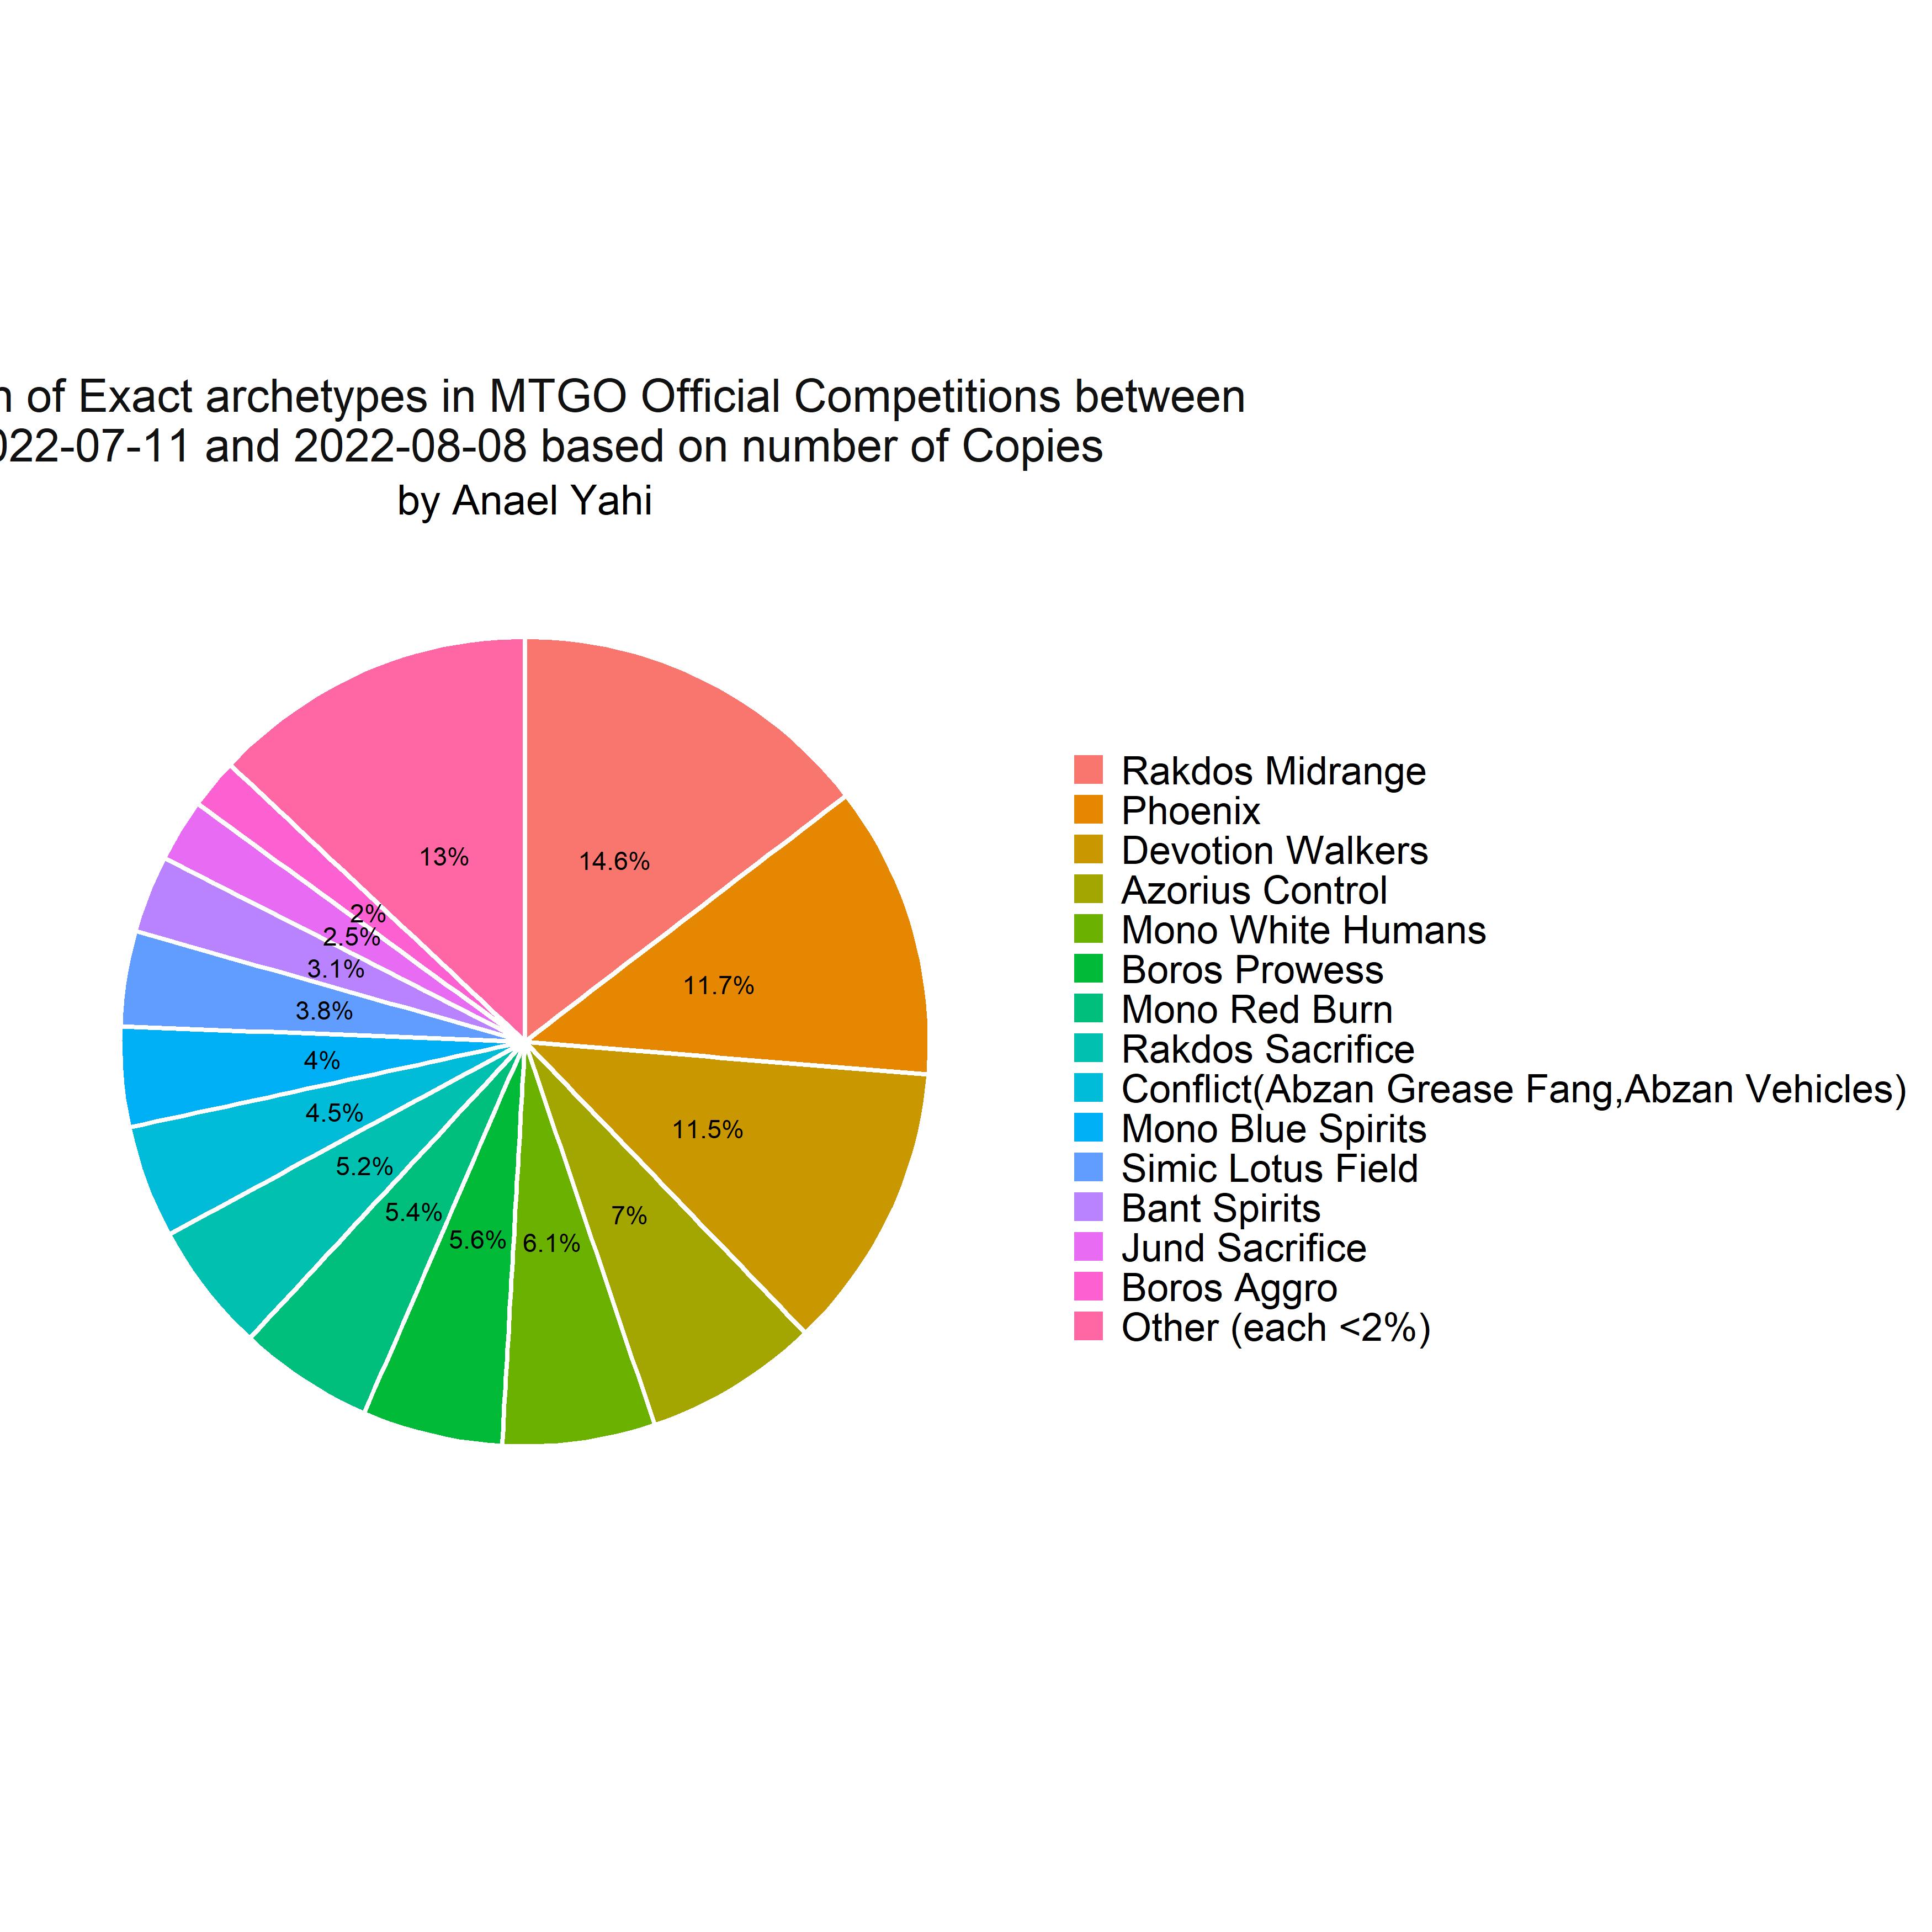 of Exact archetypes in MTGO Official Competitions between
022-07-11 and 2022-08-08 based on number of Copies
by Anael Yahi
13%
14.6%
2%
2.5%
3.1%
11.7%
3.8%
4%
4.5%
11.5%
5.2%
5.4%
5.6%
6.1%
7%
Rakdos Midrange
Phoenix
Devotion Walkers
Azorius Control
Mono White Humans
Boros Prowess
Mono Red Burn
Rakdos Sacrifice
Conflict(Abzan Grease Fang,Abzan Vehicles)
Mono Blue Spirits
Simic Lotus Field
Bant Spirits
Jund Sacrifice
Boros Aggro
Other (each <2%)